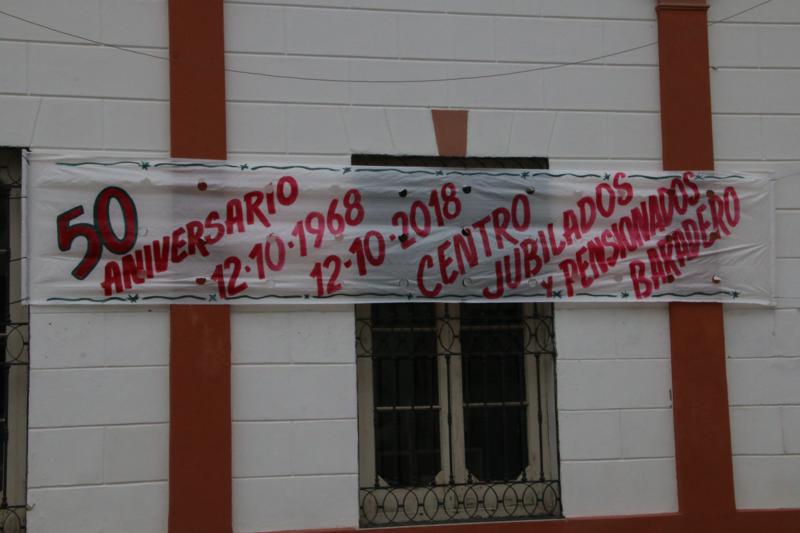 50
ANIVERSARIO
12·10·1968
12·10·2018
CENTRO
JUBILADOS
Y PENSIONADOS
BARADERO